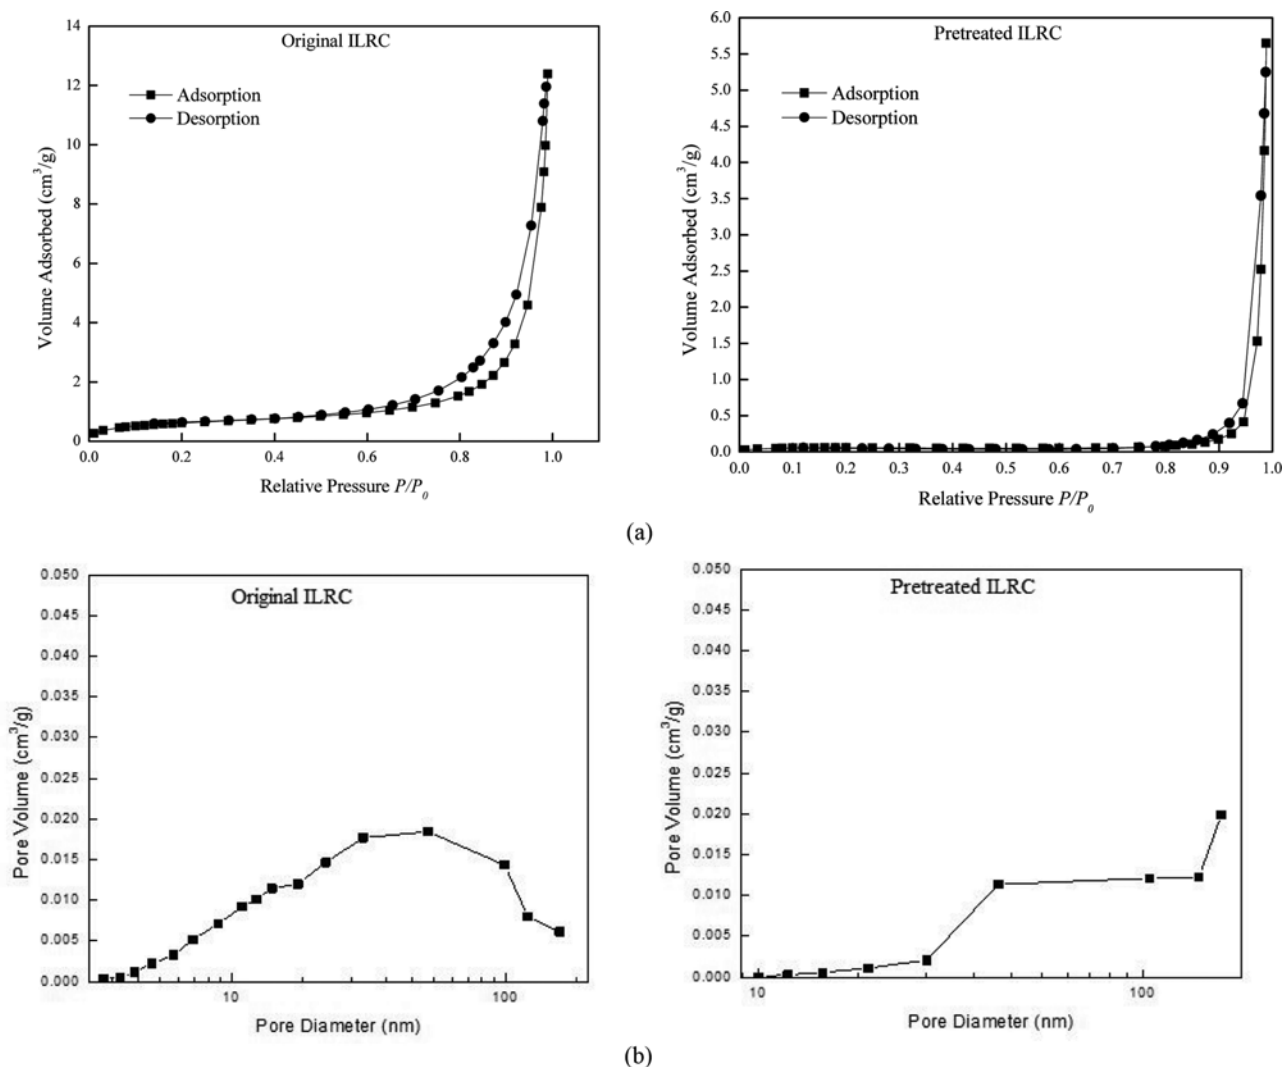 Original ILRC
Adsorption
Desorption
Volume Adsorbed (cm³/g)
14
12
10
8
6
4
2
0
0.0 0.2 0.4 0.6 0.8 1.0
Relative Pressure P/P₀
Pretreated ILRC
Adsorption
Desorption
Volume Adsorbed (cm³/g)
6.0
5.5
5.0
4.5
4.0
3.5
3.0
2.5
2.0
1.5
1.0
0.5
0.0
0.0 0.1 0.2 0.3 0.4 0.5 0.6 0.7 0.8 0.9 1.0
Relative Pressure P/P₀
(a)
Original ILRC
Pore Volume (cm³/g)
0.050
0.045
0.040
0.035
0.030
0.025
0.020
0.015
0.010
0.005
0.000
10 100
Pore Diameter (nm)
Pretreated ILRC
Pore Volume (cm³/g)
0.050
0.045
0.040
0.035
0.030
0.025
0.020
0.015
0.010
0.005
0.000
10 100
Pore Diameter (nm)
(b)